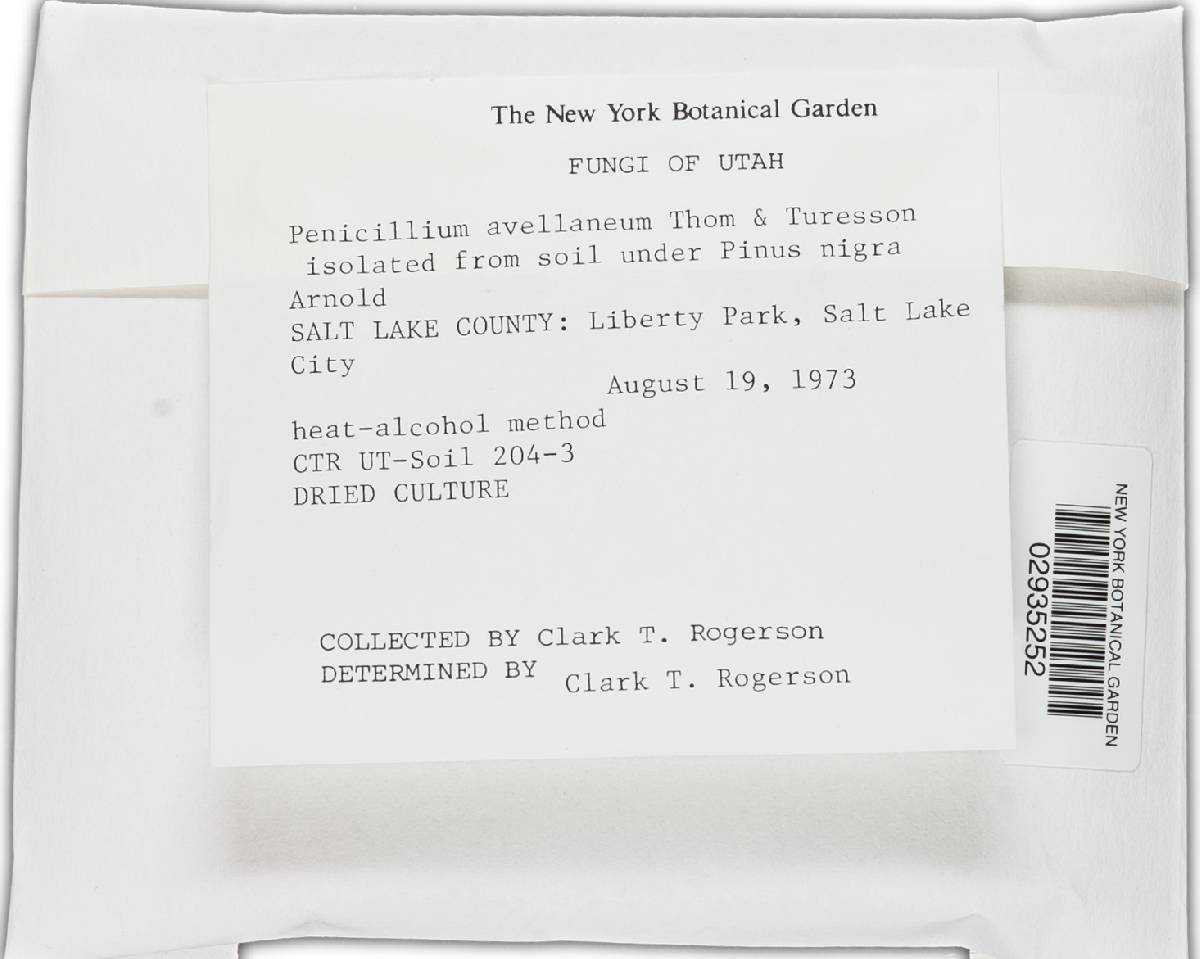 The New York Botanical Garden
FUNGI OF UTAH
Penicillium avellaneum Thom & Turesson
isolated from soil under Pinus nigra
Arnold
SALT LAKE COUNTY: Liberty Park, Salt Lake
City
August 19, 1973
heat-alcohol method
CTR UT-Soil 204-3
DRIED CULTURE
COLLECTED BY Clark T. Rogerson
DETERMINED BY Clark T. Rogerson
NEW YORK BOTANICAL GARDEN
02935252